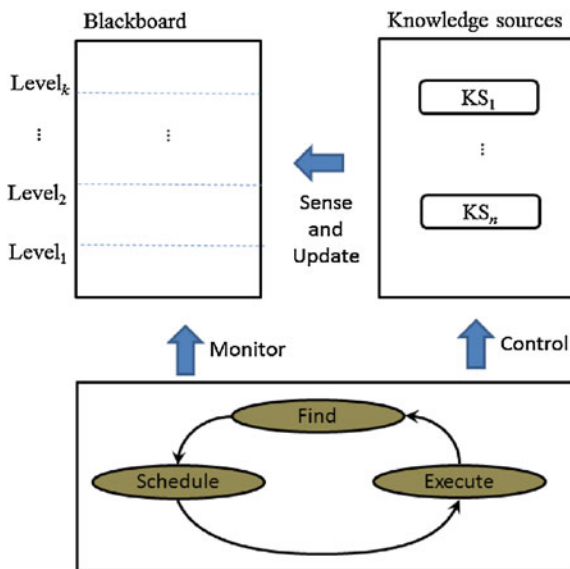 Blackboard
Knowledge sources
Levelₖ
⋮
Level₂
Level₁
⋮
Sense
and
Update
KS₁
⋮
KSₙ
Monitor
Control
Find
Schedule
Execute